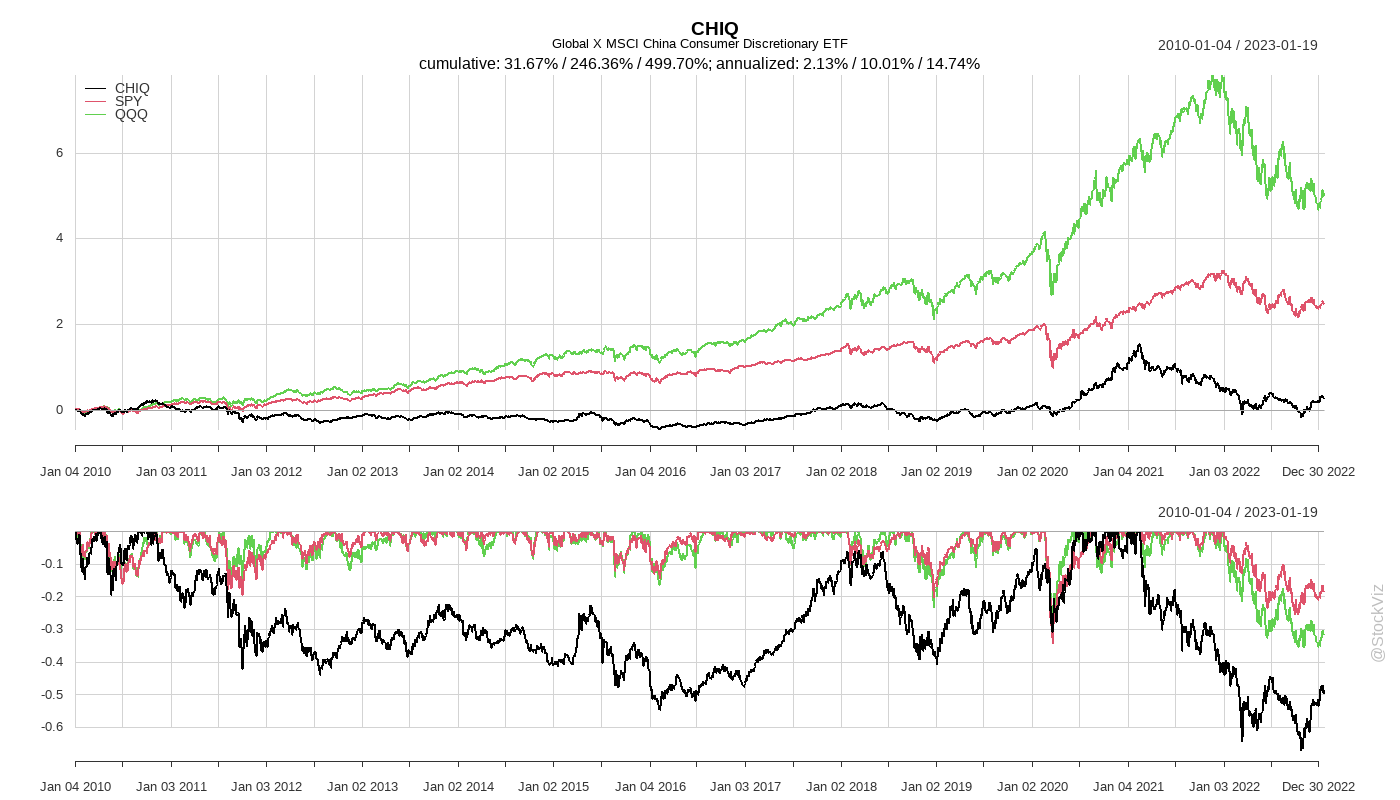 CHIQ
Global X MSCI China Consumer Discretionary ETF
2010-01-04 / 2023-01-19
cumulative: 31.67% / 246.36% / 499.70%; annualized: 2.13% / 10.01% / 14.74%
CHIQ
SPY
QQQ
6
4
2
0
Jan 04 2010 Jan 03 2011 Jan 03 2012 Jan 02 2013 Jan 02 2014 Jan 02 2015 Jan 04 2016 Jan 03 2017 Jan 02 2018 Jan 02 2019 Jan 02 2020 Jan 04 2021 Jan 03 2022 Dec 30 2022
2010-01-04 / 2023-01-19
-0.1
-0.2
-0.3
-0.4
-0.5
-0.6
Jan 04 2010 Jan 03 2011 Jan 03 2012 Jan 02 2013 Jan 02 2014 Jan 02 2015 Jan 04 2016 Jan 03 2017 Jan 02 2018 Jan 02 2019 Jan 02 2020 Jan 04 2021 Jan 03 2022 Dec 30 2022
@StockViz